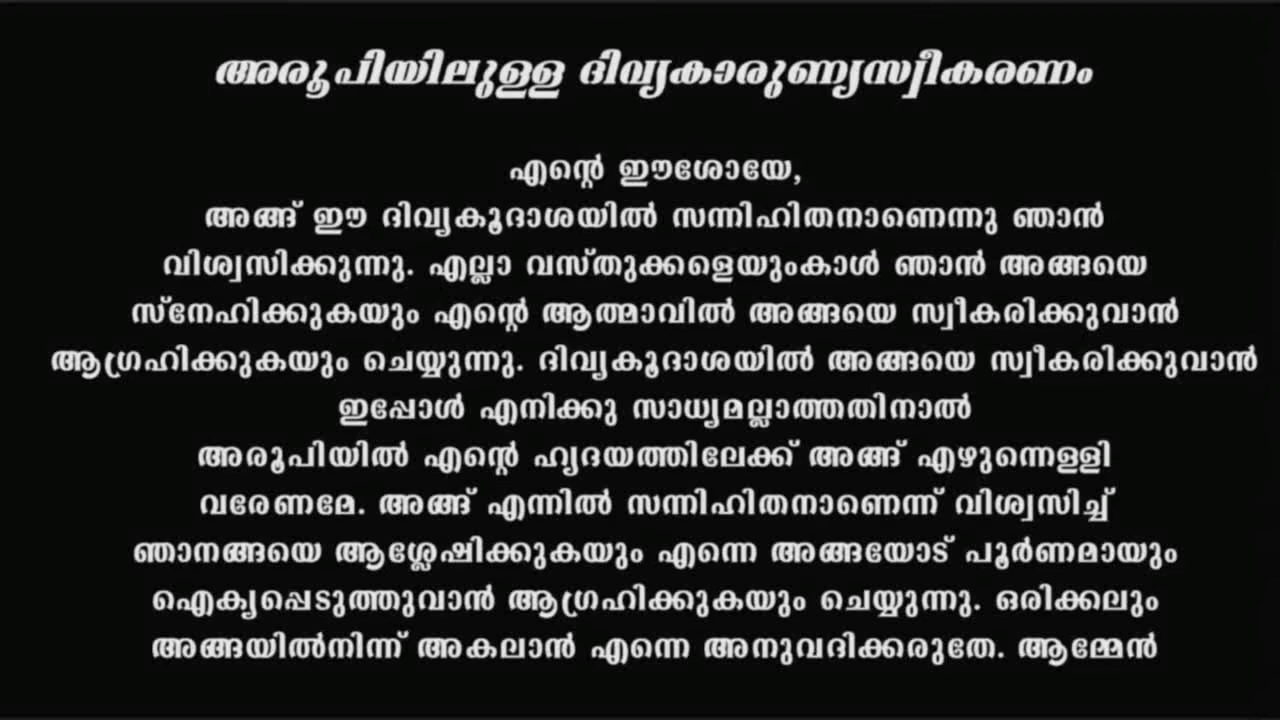 അരൂപിയിലുള്ള ദിവ്യകാരുണ്യസ്വീകരണം
എന്റെ ഈശോയേ,
അങ്ങ് ഈ ദിവ്യകൂദാശയിൽ സന്നിഹിതനാണെന്നു ഞാൻ
വിശ്വസിക്കുന്നു. എല്ലാ വസ്തുക്കളെയുംകാൾ ഞാൻ അങ്ങയെ
സ്നേഹിക്കുകയും എന്റെ ആത്മാവിൽ അങ്ങയെ സ്വീകരിക്കുവാൻ
ആഗ്രഹിക്കുകയും ചെയ്യുന്നു. ദിവ്യകൂദാശയിൽ അങ്ങയെ സ്വീകരിക്കുവാൻ
ഇപ്പോൾ എനിക്കു സാധ്യമല്ലാത്തതിനാൽ
അരൂപിയിൽ എന്റെ ഹൃദയത്തിലേക്ക് അങ്ങ് എഴുന്നെള്ളി
വരേണമേ. അങ്ങ് എന്നിൽ സന്നിഹിതനാണെന്ന് വിശ്വസിച്ച്
ഞാനങ്ങയെ ആശ്ലേഷിക്കുകയും എന്നെ അങ്ങയോട് പൂർണമായും
ഐക്യപ്പെടുത്തുവാൻ ആഗ്രഹിക്കുകയും ചെയ്യുന്നു. ഒരിക്കലും
അങ്ങയിൽനിന്ന് അകലാൻ എന്നെ അനുവദിക്കരുതേ. ആമ്മേൻ